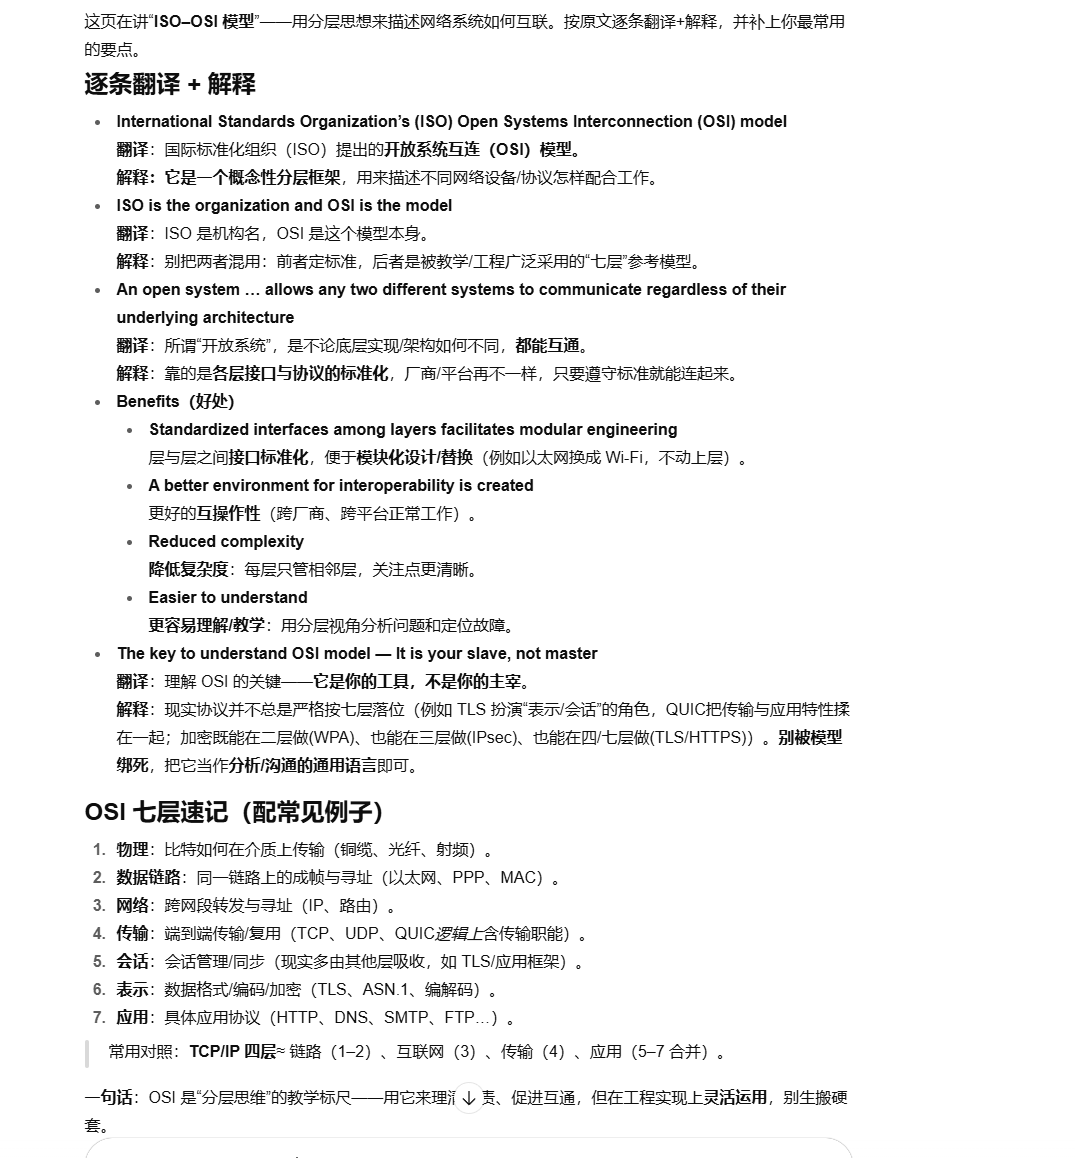 这页在讲“ISO–OSI 模型”——用分层思想来描述网络系统如何互联。按原文逐条翻译+解释，并补上你最常用
的要点。
逐条翻译 + 解释
• International Standards Organization’s (ISO) Open Systems Interconnection (OSI) model
翻译：国际标准化组织（ISO）提出的开放系统互连（OSI）模型。
解释：它是一个概念性分层框架，用来描述不同网络设备/协议怎样配合工作。
• ISO is the organization and OSI is the model
翻译：ISO 是机构名，OSI 是这个模型本身。
解释：别把两者混用：前者定标准，后者是被教学/工程广泛采用的“七层”参考模型。
• An open system … allows any two different systems to communicate regardless of their
underlying architecture
翻译：所谓“开放系统”，是不论底层实现/架构如何不同，都能互通。
解释：靠的是各层接口与协议的标准化，厂商/平台再不一样，只要遵守标准就能连起来。
• Benefits（好处）
• Standardized interfaces among layers facilitates modular engineering
层与层之间接口标准化，便于模块化设计/替换（例如以太网换成 Wi-Fi，不动上层）。
• A better environment for interoperability is created
更好的互操作性（跨厂商、跨平台正常工作）。
• Reduced complexity
降低复杂度：每层只管相邻层，关注点更清晰。
• Easier to understand
更容易理解/教学：用分层视角分析问题和定位故障。
• The key to understand OSI model — It is your slave, not master
翻译：理解 OSI 的关键——它是你的工具，不是你的主宰。
解释：现实协议并不总是严格按七层落位（例如 TLS 扮演“表示/会话”的角色，QUIC把传输与应用特性揉
在一起；加密既能在二层做(WPA)、也能在三层做(IPsec)、也能在四/七层做(TLS/HTTPS)）。别被模型
绑死，把它当作分析/沟通的通用语言即可。
OSI 七层速记（配常见例子）
1. 物理：比特如何在介质上传输（铜缆、光纤、射频）。
2. 数据链路：同一链路上的成帧与寻址（以太网、PPP、MAC）。
3. 网络：跨网段转发与寻址（IP、路由）。
4. 传输：端到端传输/复用（TCP、UDP、QUIC逻辑上含传输职能）。
5. 会话：会话管理/同步（现实多由其他层吸收，如 TLS/应用框架）。
6. 表示：数据格式/编码/加密（TLS、ASN.1、编解码）。
7. 应用：具体应用协议（HTTP、DNS、SMTP、FTP…）。
常用对照：TCP/IP 四层≈ 链路（1–2）、互联网（3）、传输（4）、应用（5–7 合并）。
一句话：OSI 是“分层思维”的教学标尺——用它来理 责、促进互通，但在工程实现上灵活运用，别生搬硬
套。